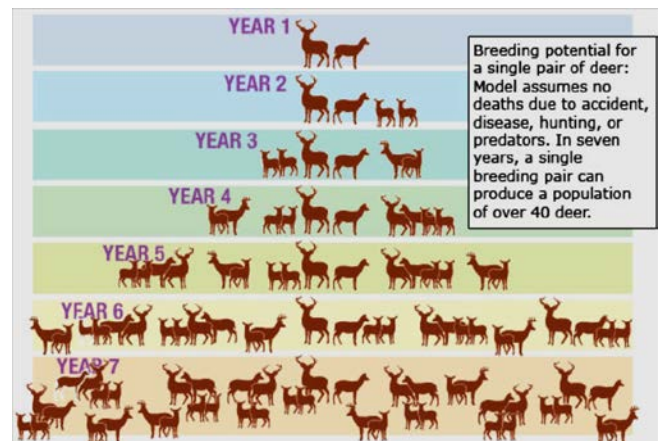 YEAR 1
Breeding potential for
a single pair of deer:
Model assumes no
deaths due to accident,
disease, hunting, or
predators. In seven
years, a single
breeding pair can
produce a population
of over 40 deer.
YEAR 2
YEAR 3
YEAR 4
YEAR 5
YEAR 6
YEAR 7